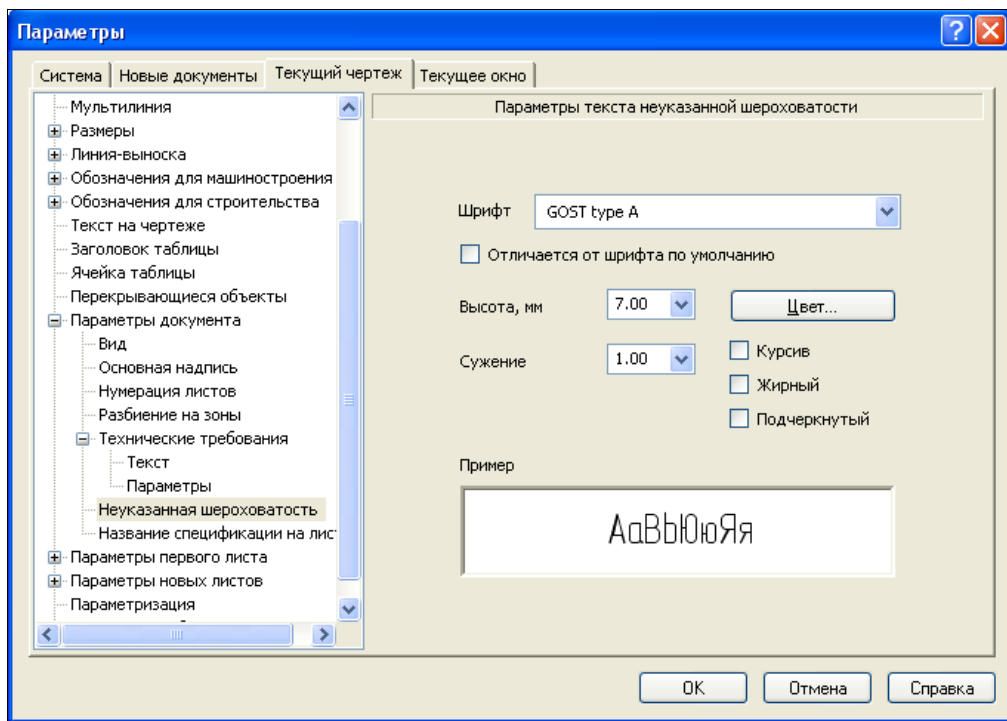 Параметры
Система Новые документы Текущий чертеж Текущее окно
Мультилиния
Размеры
Линия-выноска
Обозначения для машиностроения
Обозначения для строительства
Текст на чертеже
Заголовок таблицы
Ячейка таблицы
Перекрывающиеся объекты
Параметры документа
Вид
Основная надпись
Нумерация листов
Разбиение на зоны
Технические требования
Текст
Параметры
Неуказанная шероховатость
Название спецификации на лис
Параметры первого листа
Параметры новых листов
Параметризация
Параметры текста неуказанной шероховатости
Шрифт GOST type A
Отличается от шрифта по умолчанию
Высота, мм 7.00 Цвет...
Сужение 1.00 Курсив
Жирный
Подчеркнутый
Пример
АаВbЮюЯя
OK Отмена Справка